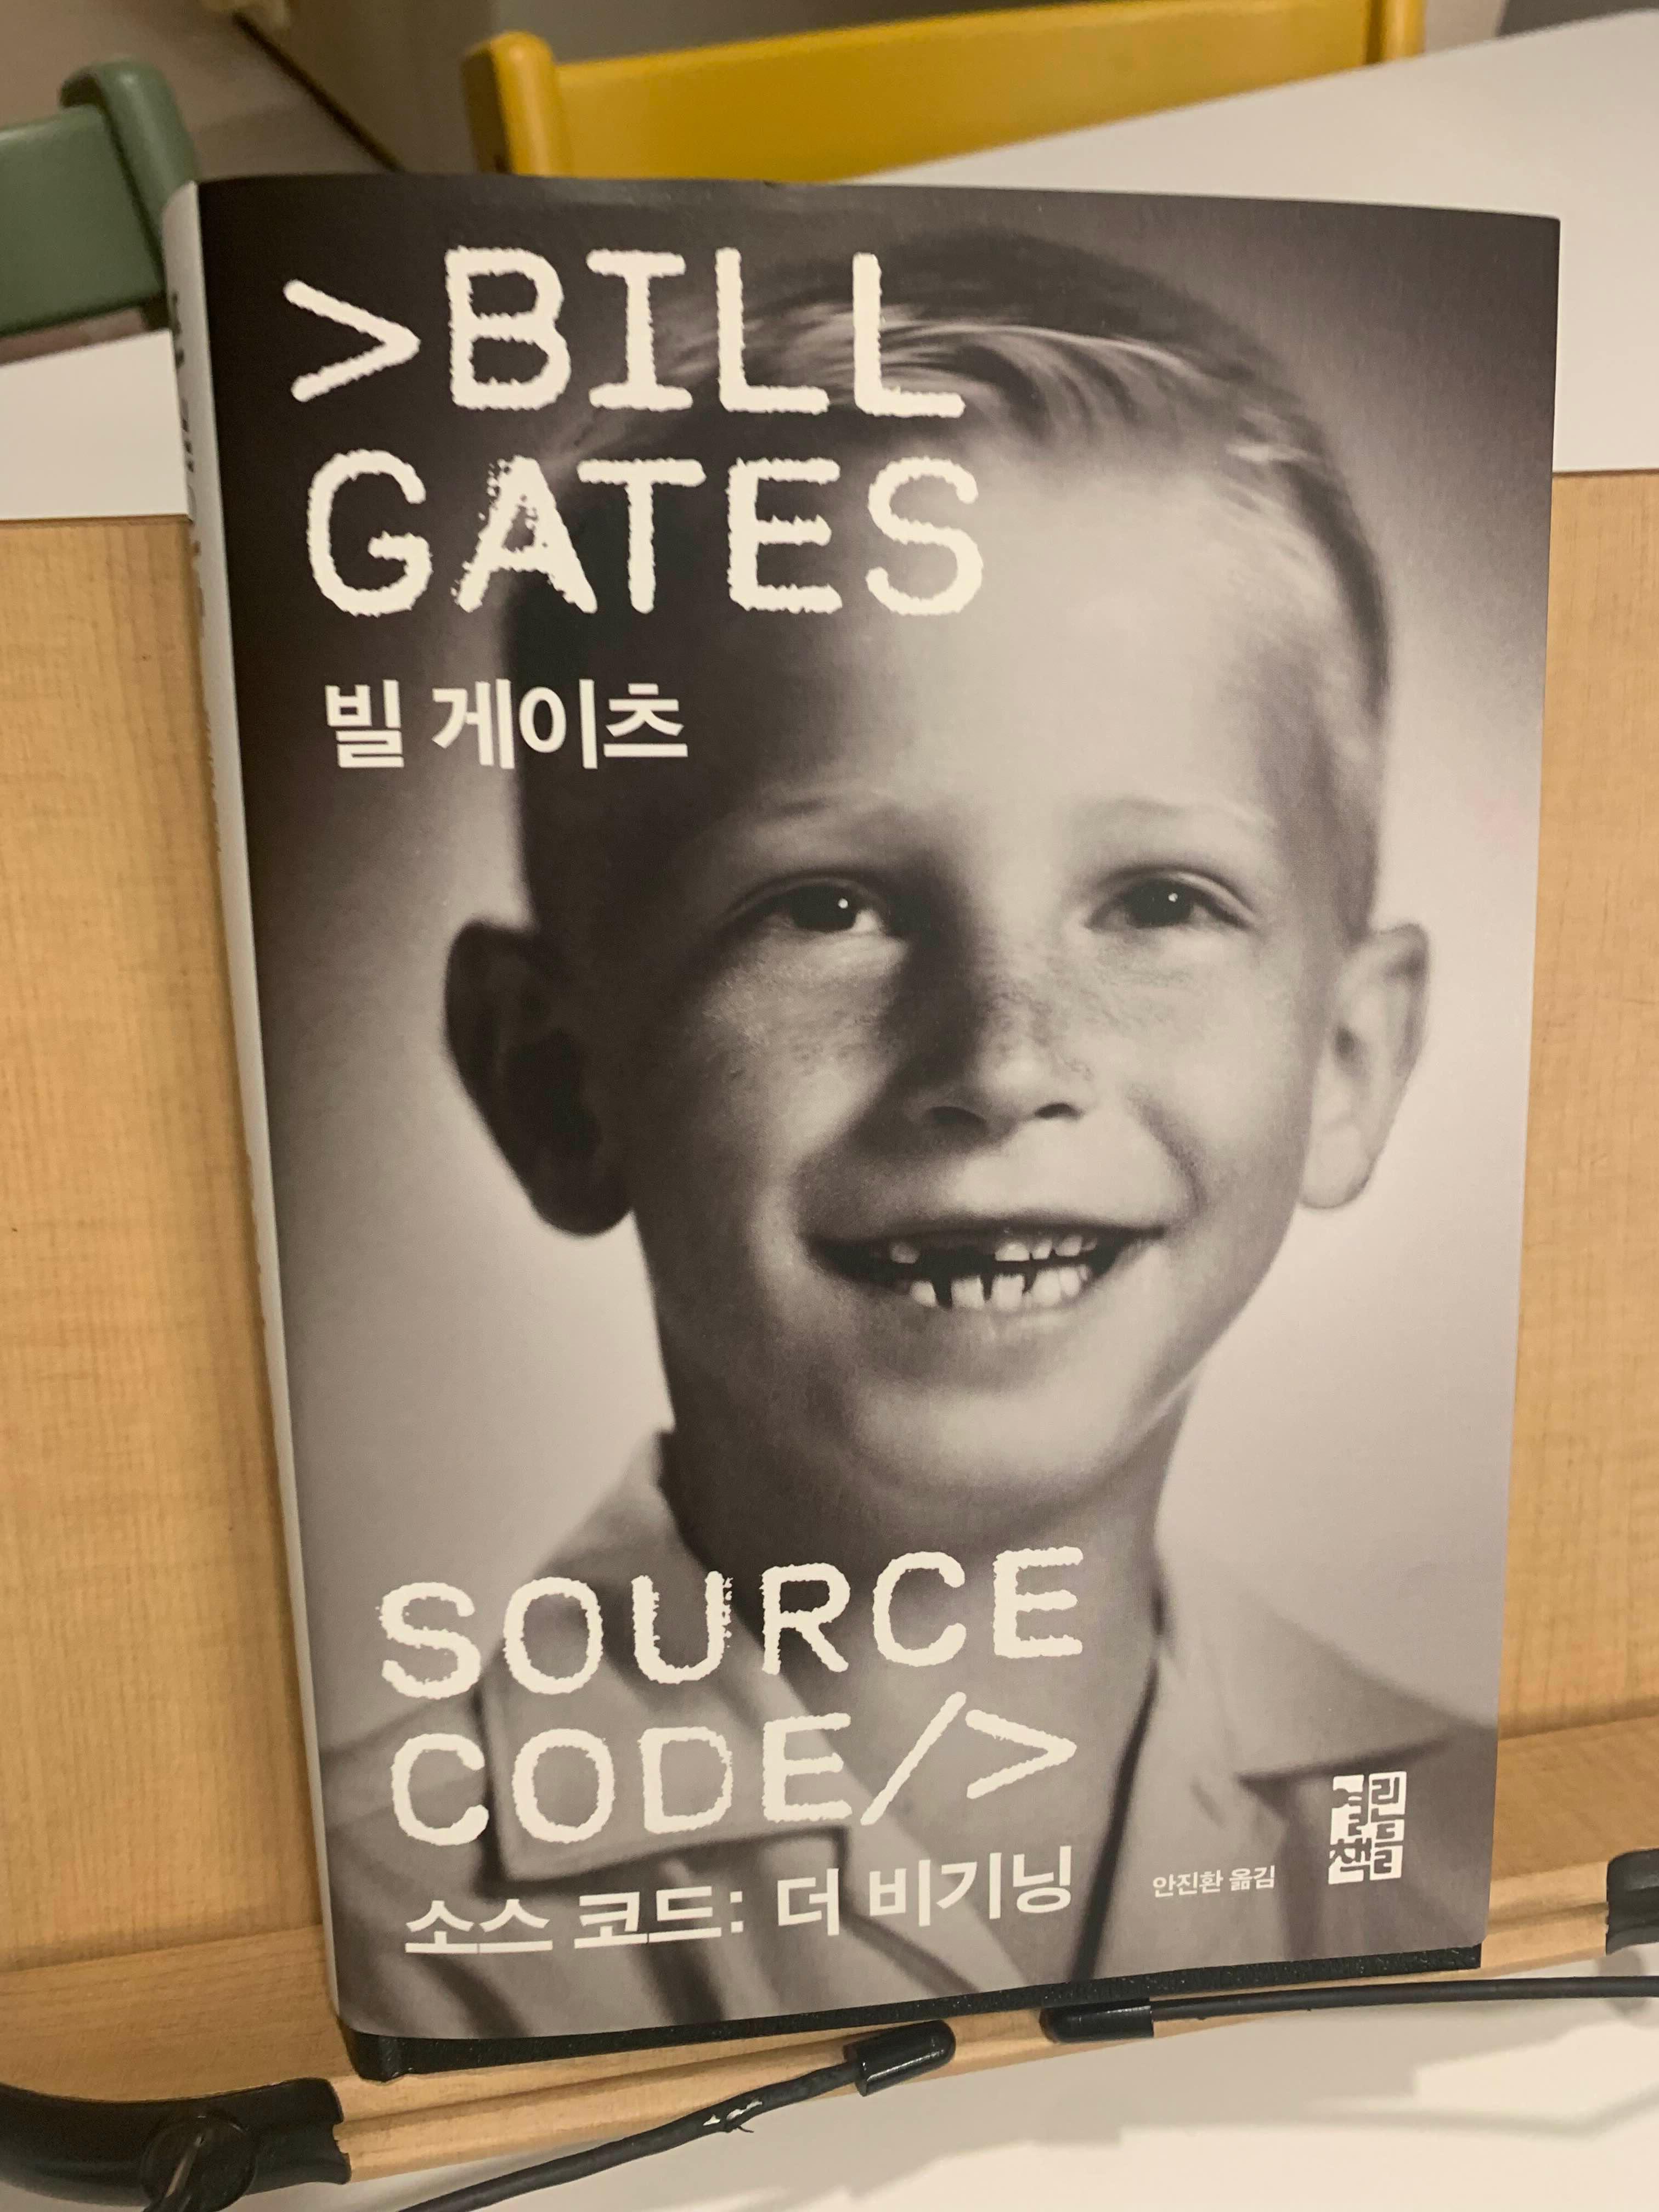 >BILL
GATES
빌 게이츠
SOURCE
CODE/>
소스 코드: 더 비기닝
안진환 옮김
열린
책들